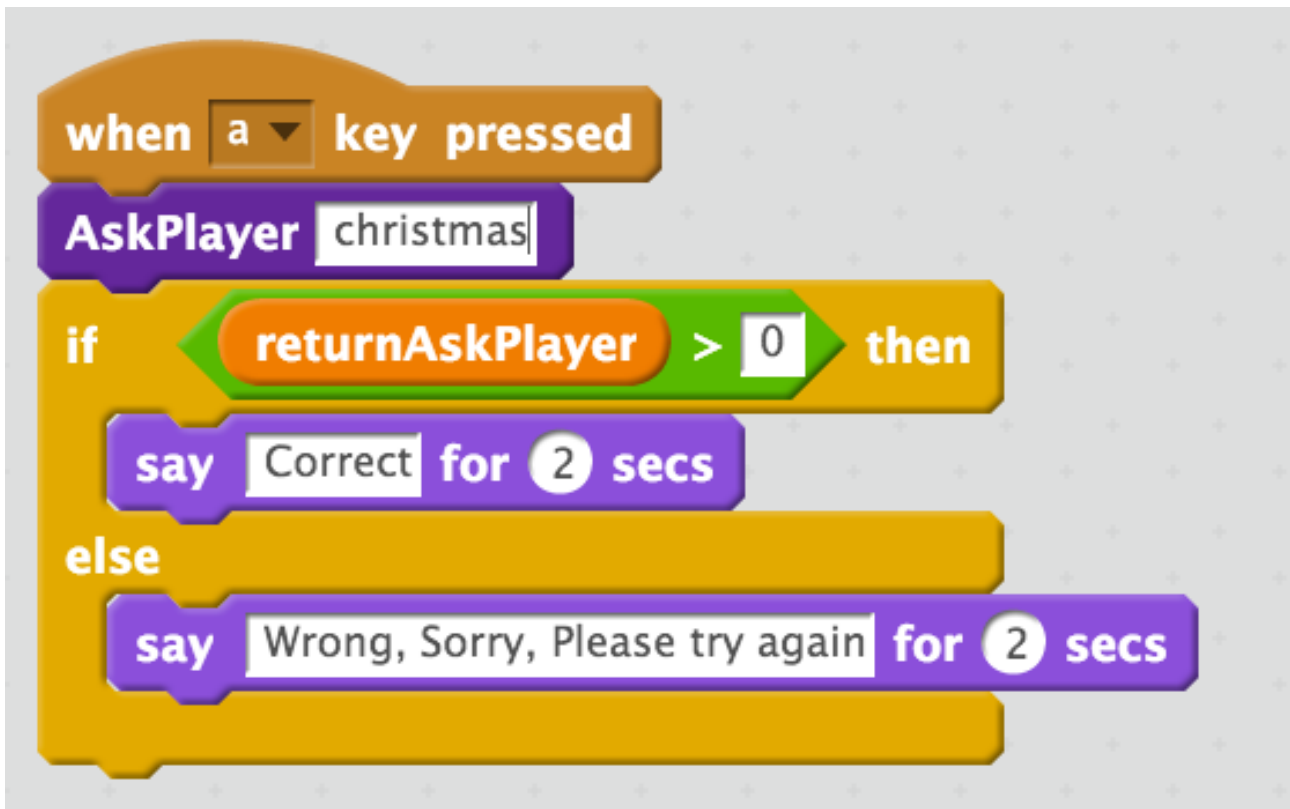 when a key pressed
AskPlayer christmas
if returnAskPlayer > 0 then
say Correct for 2 secs
else
say Wrong, Sorry, Please try again for 2 secs